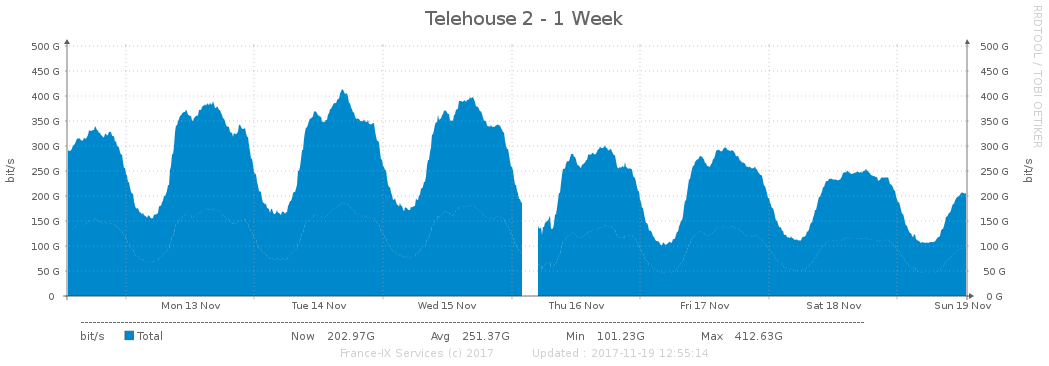 Telehouse 2 - 1 Week
RRDTOOL / TOBI OETIKER
500 G 500 G
450 G 450 G
400 G 400 G
350 G 350 G
300 G 300 G
250 G 250 G
200 G 200 G
150 G 150 G
100 G 100 G
50 G 50 G
0 0 G
bit/s bit/s
Mon 13 Nov Tue 14 Nov Wed 15 Nov Thu 16 Nov Fri 17 Nov Sat 18 Nov Sun 19 Nov
bit/s Total Now 202.97G Avg 251.37G Min 101.23G Max 412.63G
France-IX Services (c) 2017 Updated : 2017-11-19 12:55:14